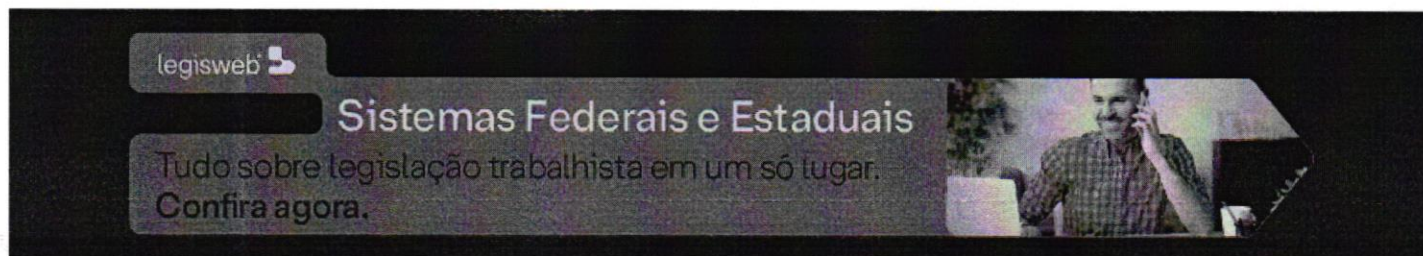 legisweb
Sistemas Federais e Estaduais
Tudo sobre legislação trabalhista em um só lugar.
Confira agora.